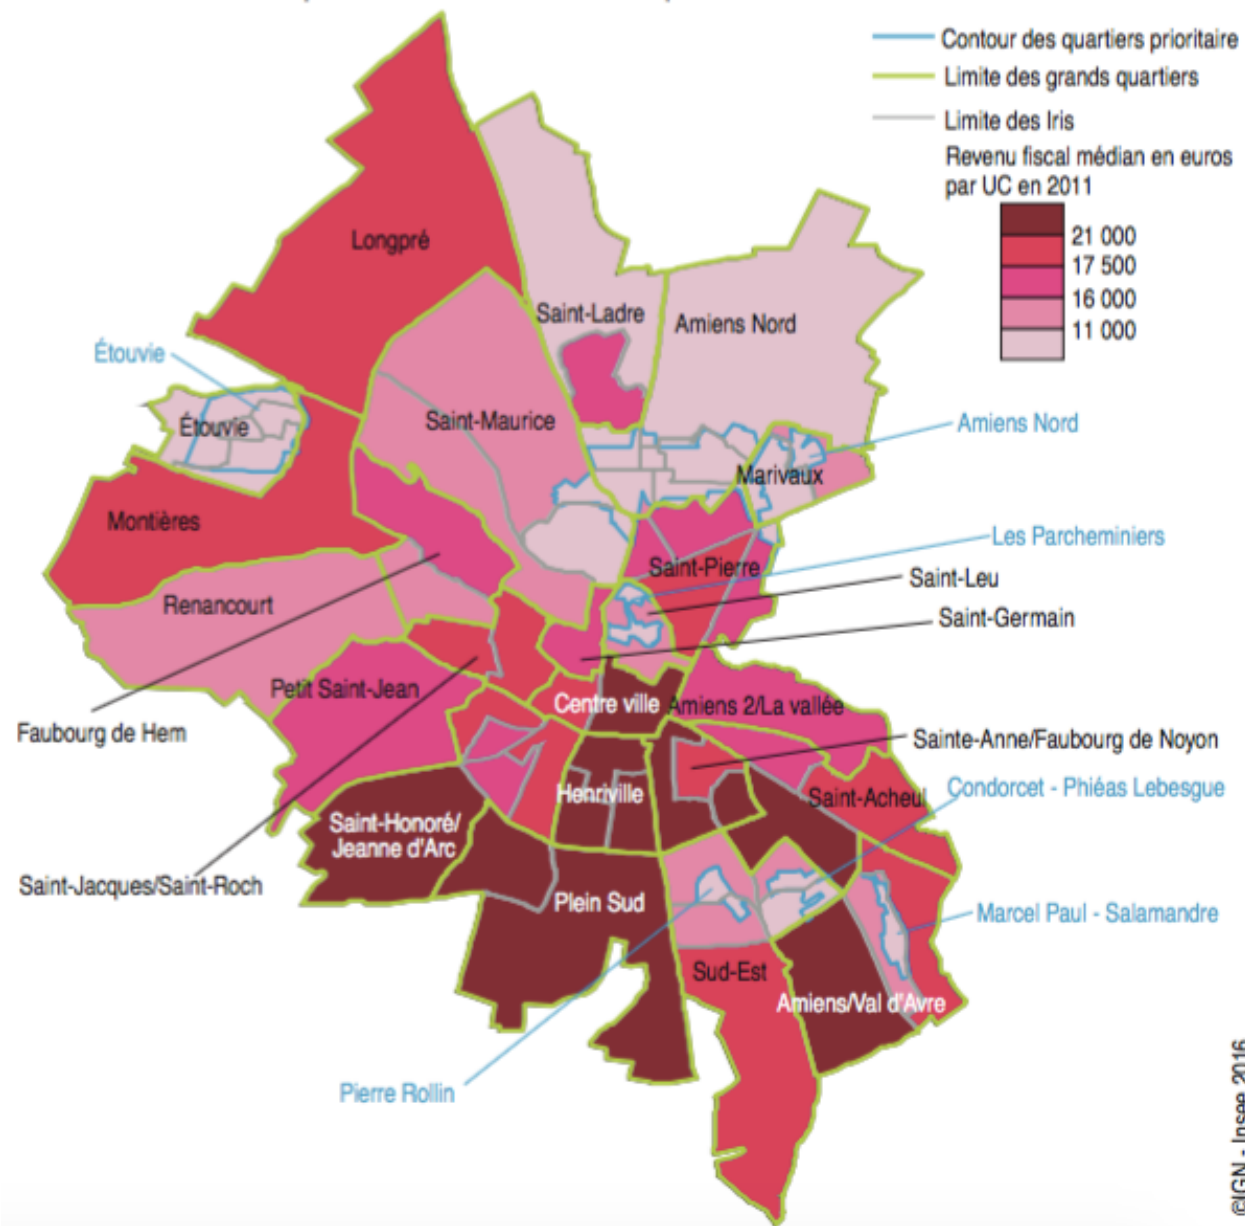 Contour des quartiers prioritaire
Limite des grands quartiers
Limite des Iris
Revenu fiscal médian en euros
par UC en 2011
21 000
17 500
16 000
11 000
Longpré
Saint-Ladre
Amiens Nord
Étouvie
Étouvie
Saint-Maurice
Amiens Nord
Marivaux
Montières
Les Parcheminiers
Saint-Pierre
Saint-Leu
Renancourt
Saint-Germain
Petit Saint-Jean
Centre ville
Amiens 2/La vallée
Faubourg de Hem
Sainte-Anne/Faubourg de Noyon
Condorcet - Phiéas Lebesgue
Henriville
Saint-Acheul
Saint-Honoré/
Jeanne d'Arc
Saint-Jacques/Saint-Roch
Plein Sud
Marcel Paul - Salamandre
Sud-Est
Amiens/Val d'Avre
Pierre Rollin
©IGN - Insee 2016